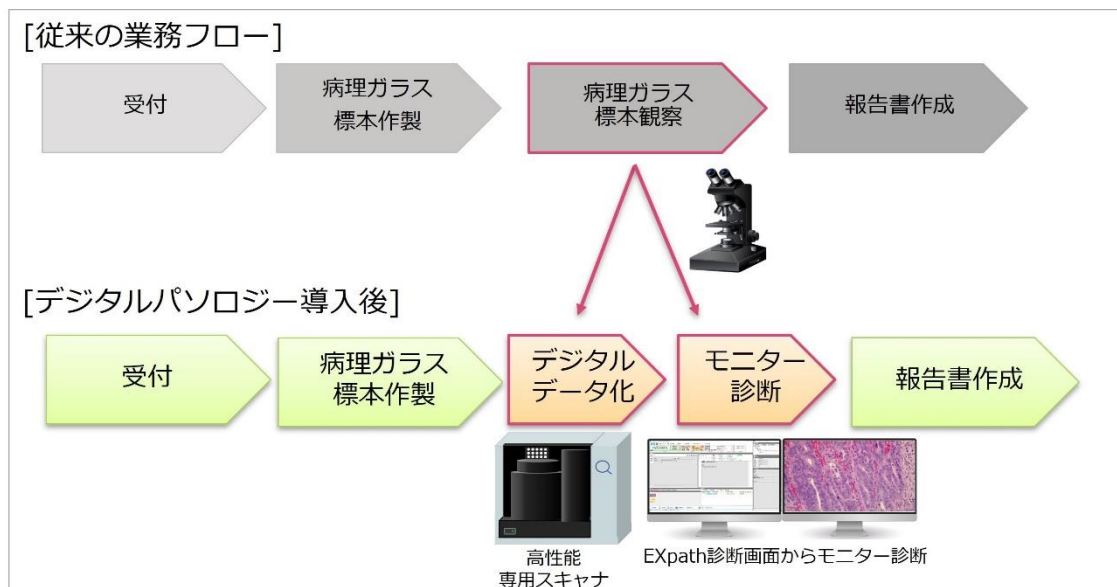 [従来の業務フロー]
受付
病理ガラス
標本作製
病理ガラス
標本観察
報告書作成
[デジタルパソロジー導入後]
受付
病理ガラス
標本作製
デジタル
データ化
モニター
診断
報告書作成
高性能
専用スキャナ
EXpath診断画面からモニター診断